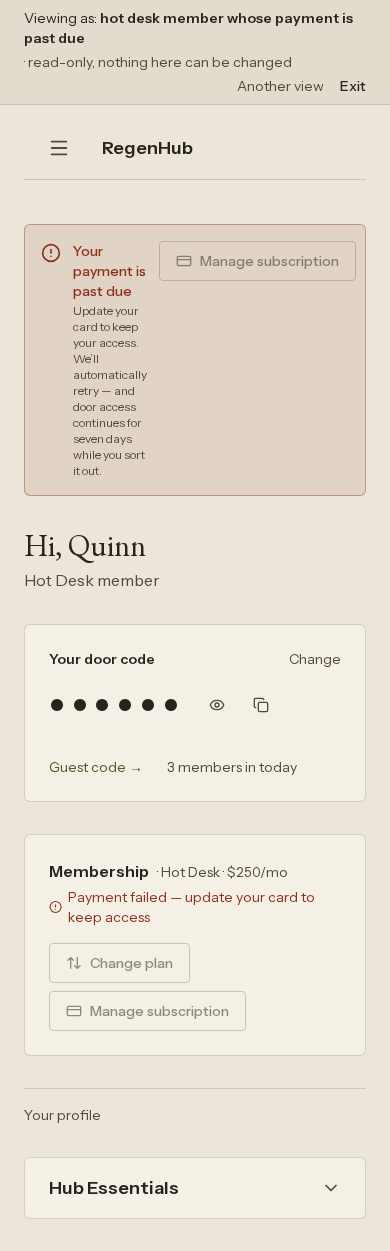 Viewing as: hot desk member whose payment is
past due
· read-only, nothing here can be changed
Another view Exit
RegenHub
Your
payment is
past due
Manage subscription
Update your
card to keep
your access.
We'll
automatically
retry — and
door access
continues for
seven days
while you sort
it out.
Hi, Quinn
Hot Desk member
Your door code Change
Guest code → 3 members in today
Membership · Hot Desk · $250/mo
Payment failed — update your card to
keep access
Change plan
Manage subscription
Your profile
Hub Essentials